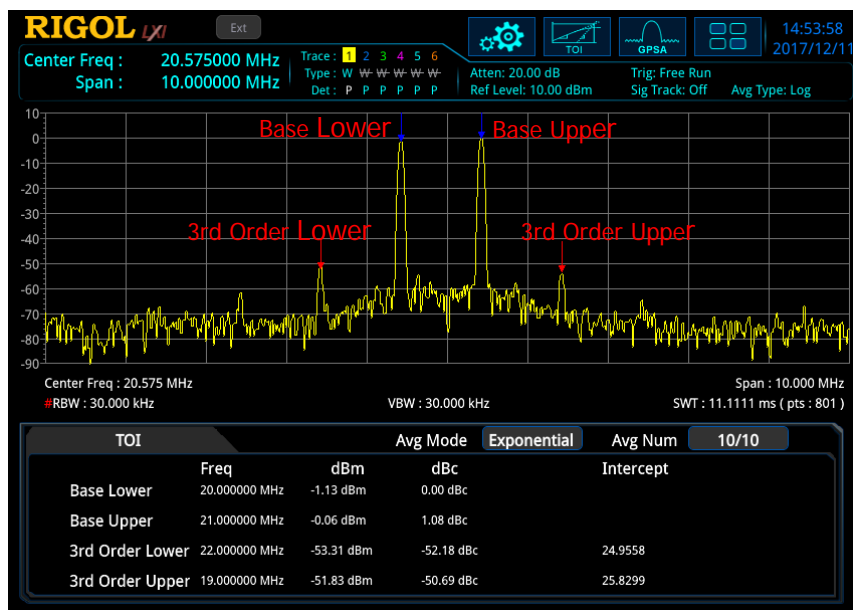 RIGOL LXI Ext 14:53:58
TOI GPSA 2017/12/11
Center Freq : 20.575000 MHz Trace : 1 2 3 4 5 6
Span : 10.000000 MHz Type : W W W W W W Atten: 20.00 dB Trig: Free Run
Det : P P P P P P Ref Level: 10.00 dBm Sig Track: Off Avg Type: Log
10
Base Lower Base Upper
0
-10
-20
-30
3rd Order Lower 3rd Order Upper
-40
-50
-60
-70
-80
-90
Center Freq : 20.575 MHz Span : 10.000 MHz
#RBW : 30.000 kHz VBW : 30.000 kHz SWT : 11.1111 ms ( pts : 801 )
TOI Avg Mode Exponential Avg Num 10/10
Freq dBm dBc Intercept
Base Lower 20.000000 MHz -1.13 dBm 0.00 dBc
Base Upper 21.000000 MHz -0.06 dBm 1.08 dBc
3rd Order Lower 22.000000 MHz -53.31 dBm -52.18 dBc 24.9558
3rd Order Upper 19.000000 MHz -51.83 dBm -50.69 dBc 25.8299